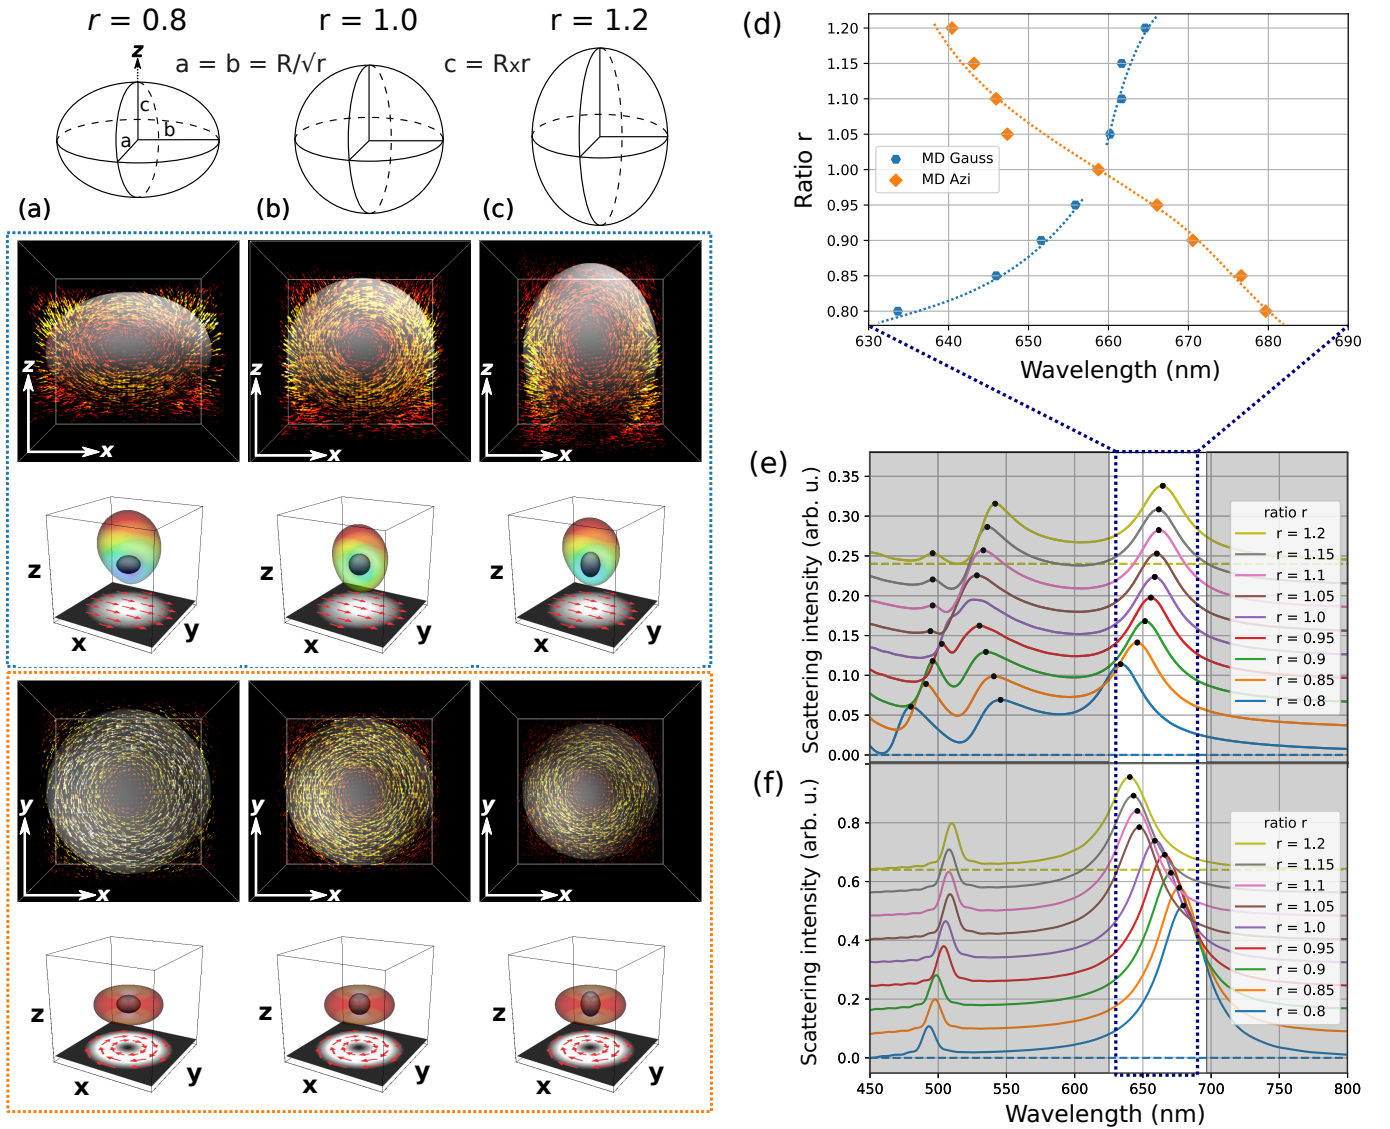 r = 0.8
r = 1.0
r = 1.2
z
a = b = R/√r
c = Rxr
c
b
a
(a)
(b)
(c)
z
x
z
x
z
x
z
x
y
z
x
y
z
x
y
y
x
y
x
y
x
z
x
y
z
x
y
z
x
y
(d)
Ratio r
1.20
1.15
1.10
1.05
1.00
0.95
0.90
0.85
0.80
MD Gauss
MD Azi
630
640
650
660
670
680
690
Wavelength (nm)
(e)
Scattering intensity (arb. u.)
0.35
0.30
0.25
0.20
0.15
0.10
0.05
0.00
ratio r
r = 1.2
r = 1.15
r = 1.1
r = 1.05
r = 1.0
r = 0.95
r = 0.9
r = 0.85
r = 0.8
(f)
Scattering intensity (arb. u.)
0.8
0.6
0.4
0.2
0.0
ratio r
r = 1.2
r = 1.15
r = 1.1
r = 1.05
r = 1.0
r = 0.95
r = 0.9
r = 0.85
r = 0.8
450
500
550
600
650
700
750
800
Wavelength (nm)